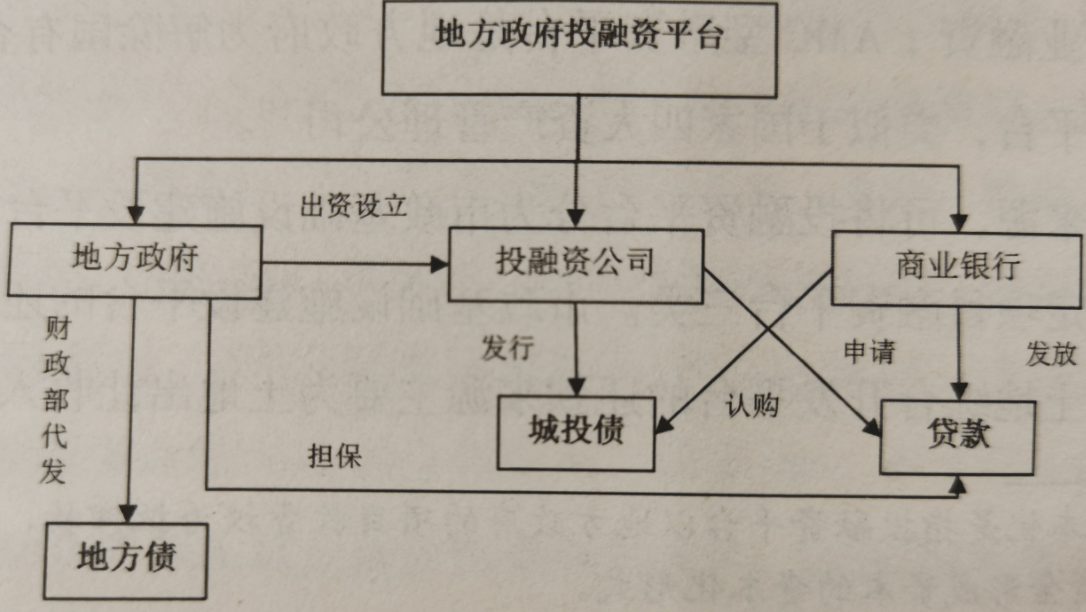 地方政府投融资平台
出资设立
地方政府
投融资公司
商业银行
财政部代发
发行
申请
发放
认购
城投债
贷款
担保
地方债